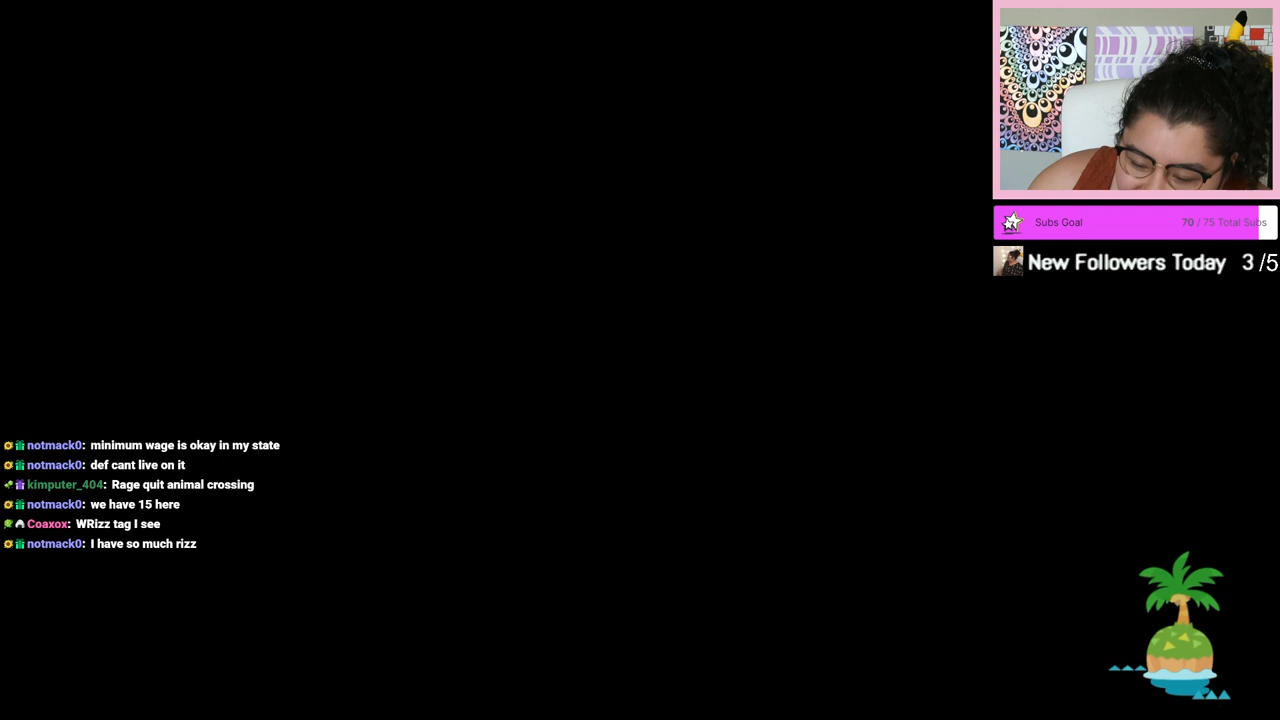 Subs Goal 70 / 75 Total Subs
New Followers Today 3 /5
notmack0: minimum wage is okay in my state
notmack0: def cant live on it
kimputer_404: Rage quit animal crossing
notmack0: we have 15 here
Coaxox: WRizz tag I see
notmack0: I have so much rizz